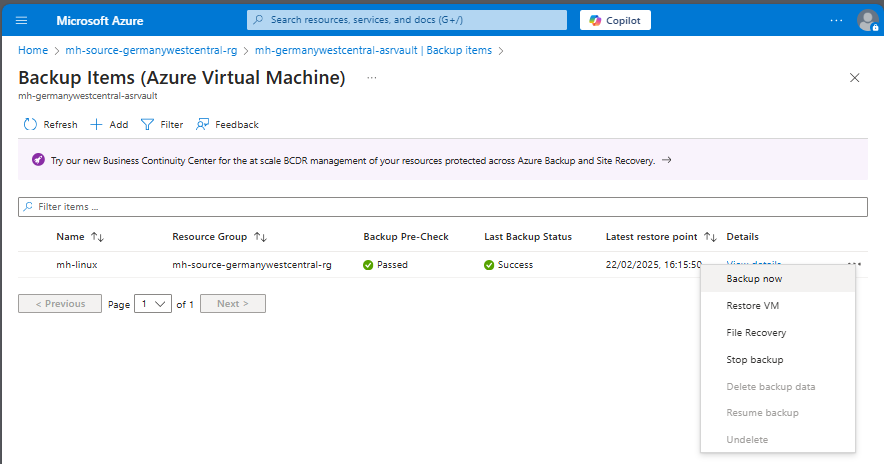 Microsoft Azure
Search resources, services, and docs (G+/)
Copilot
...
Home > mh-source-germanywestcentral-rg > mh-germanywestcentral-asrvault | Backup items >
Backup Items (Azure Virtual Machine) ...
mh-germanywestcentral-asrvault
Refresh + Add Filter Feedback
Try our new Business Continuity Center for the at scale BCDR management of your resources protected across Azure Backup and Site Recovery. →
Filter items ...
Name ↑↓ Resource Group ↑↓ Backup Pre-Check Last Backup Status Latest restore point ↑↓ Details
mh-linux mh-source-germanywestcentral-rg Passed Success 22/02/2025, 16:15:50 View details ...
Backup now
Restore VM
File Recovery
Stop backup
Delete backup data
Resume backup
Undelete
< Previous Page 1 of 1 Next >